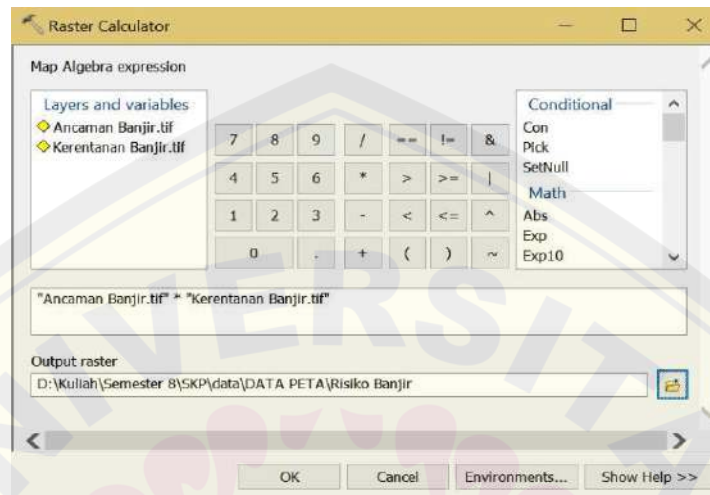 Raster Calculator
Map Algebra expression
Layers and variables
Ancaman Banjir.tif
Kerentanan Banjir.tif
7 8 9 / == != & 
4 5 6 * > >= |
1 2 3 - < <= ^
0 . + ( ) ~
Conditional
Con
Pick
SetNull
Math
Abs
Exp
Exp10
"Ancaman Banjir.tif" * "Kerentanan Banjir.tif"
Output raster
D:\Kuliah\Semester 8\SKP\data\DATA PETA\Risiko Banjir
OK Cancel Environments... Show Help >>
UNIVERSITA